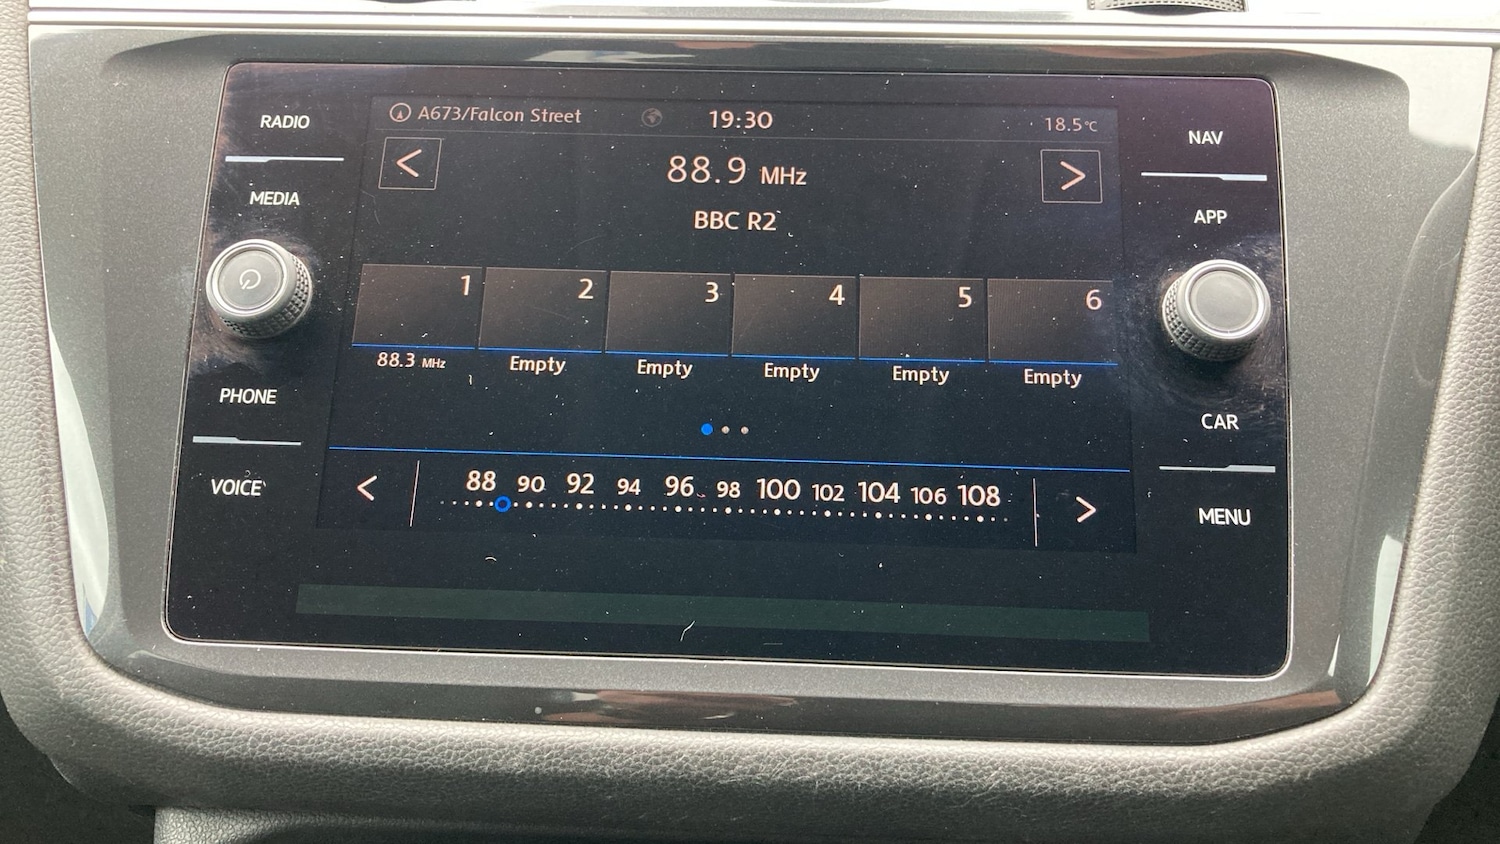 RADIO
MEDIA
PHONE
VOICE
A673/Falcon Street
19:30
18.5°C
< 88.9 MHz >
BBC R2
1 2 3 4 5 6
88.3 MHz Empty Empty Empty Empty Empty
< 88 90 92 94 96 98 100 102 104 106 108 >
NAV
APP
CAR
MENU